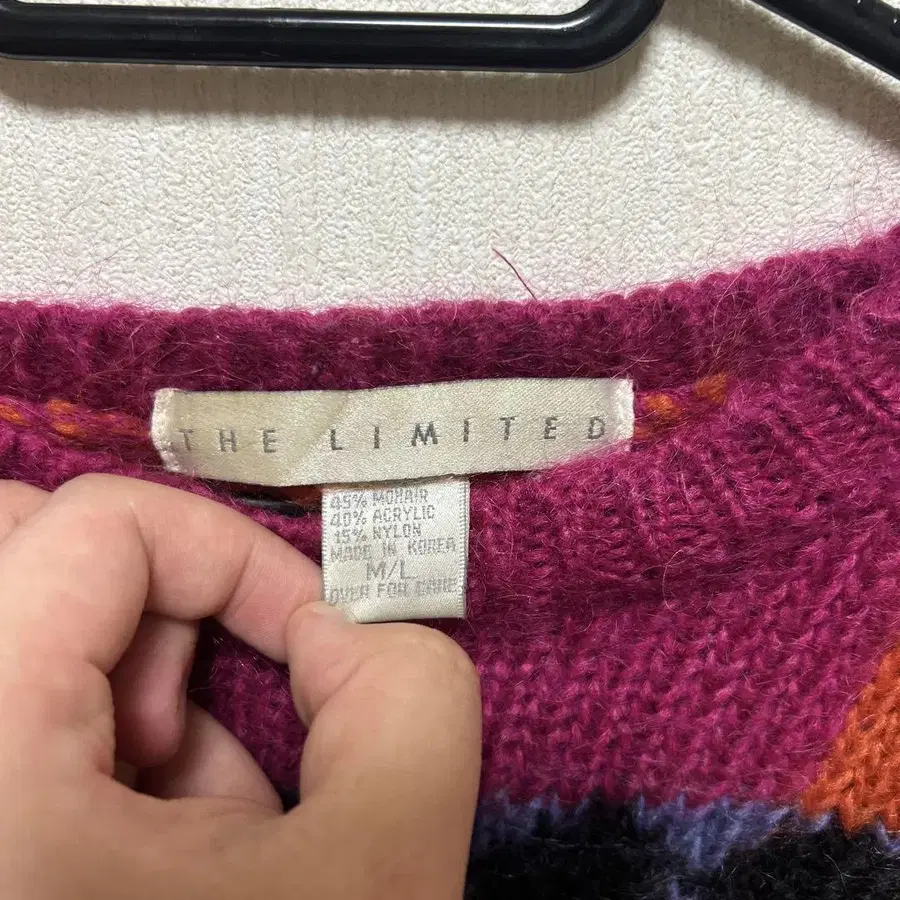 THE LIMITED
45% MOHAIR
40% ACRYLIC
15% NYLON
MADE IN KOREA
M/L
OVER FOR CARE